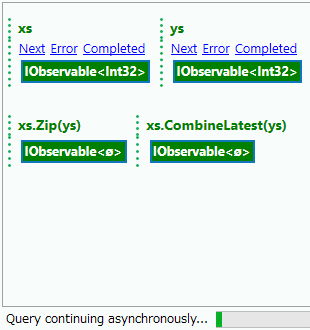 xs ys
Next Error Completed Next Error Completed
IObservable<Int32> IObservable<Int32>
xs.Zip(ys) xs.CombineLatest(ys)
IObservable<ø> IObservable<ø>
Query continuing asynchronously...